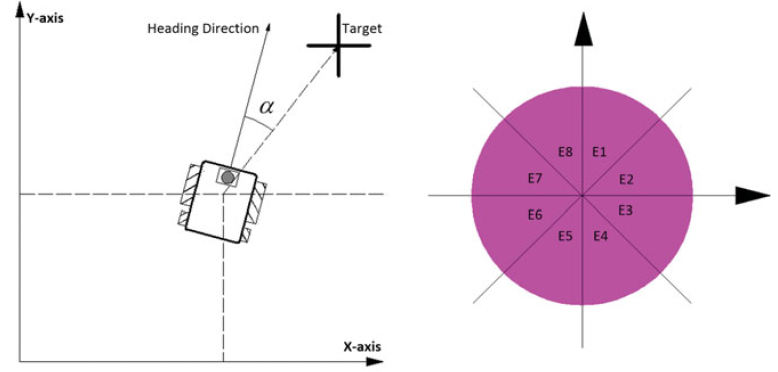 Y-axis
Heading Direction
Target
α
X-axis
E8 E1
E7 E2
E6 E3
E5 E4